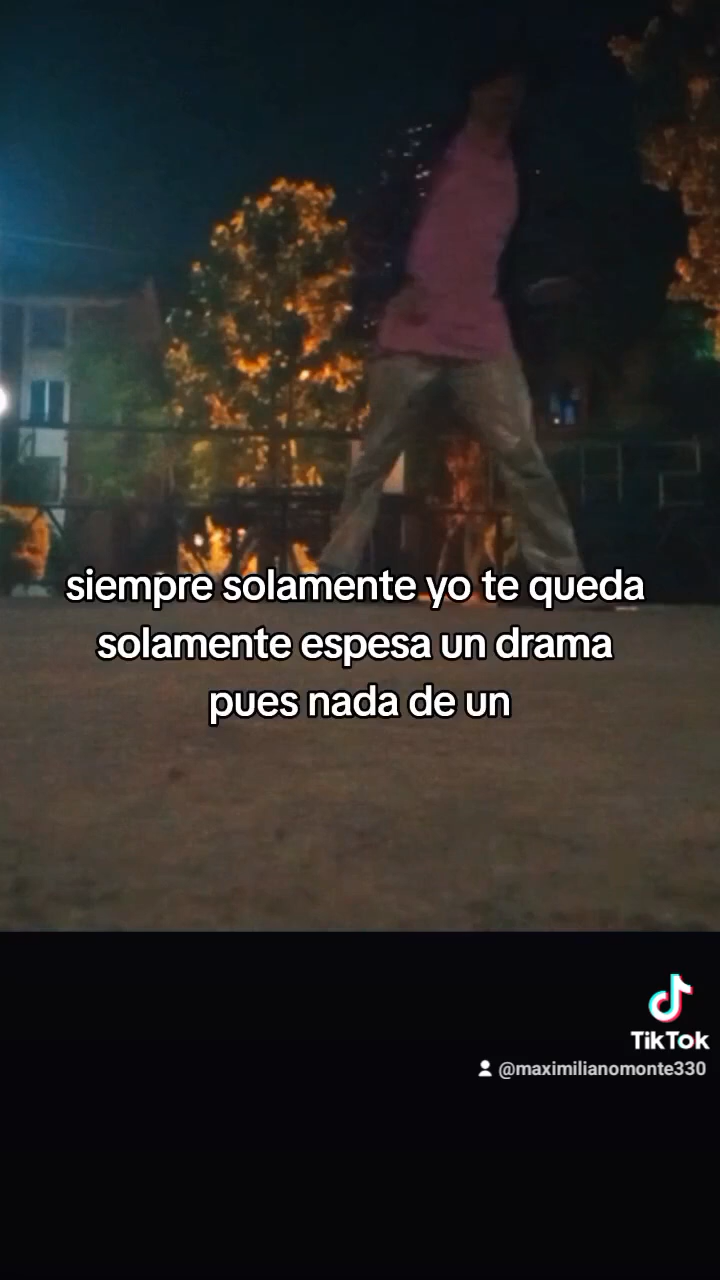 siempre solamente yo te queda
solamente espesa un drama
pues nada de un
TikTok
@maximilianomonte330